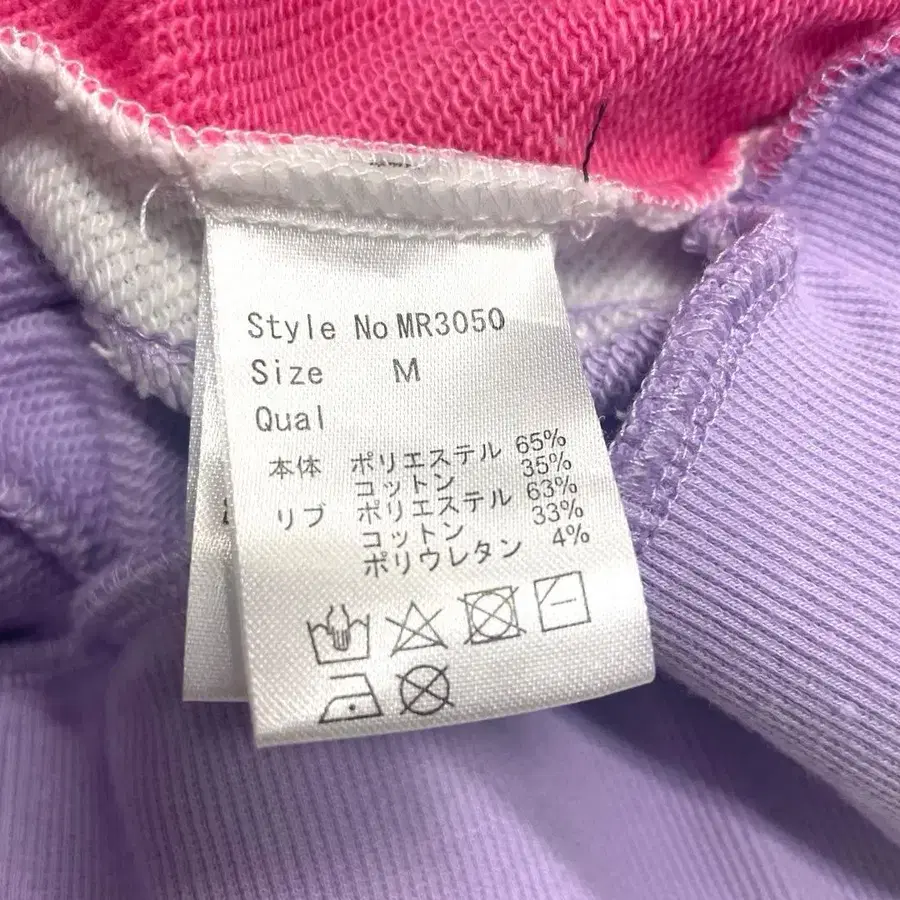 Style No MR3050
Size M
Qual
本体 ポリエステル 65%
コットン 35%
リブ ポリエステル 63%
コットン 33%
ポリウレタン 4%